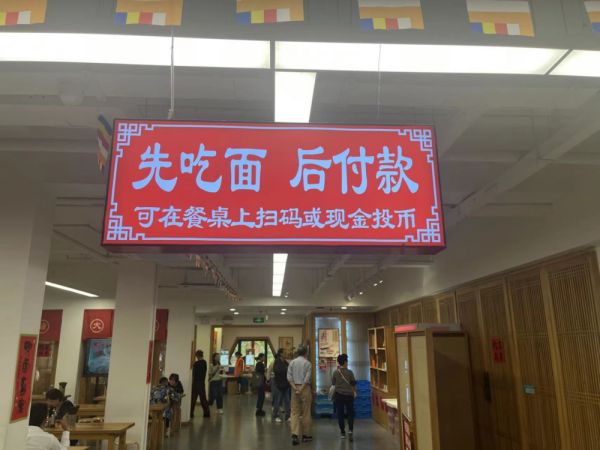 先吃面 后付款
可在餐桌上扫码或现金投币